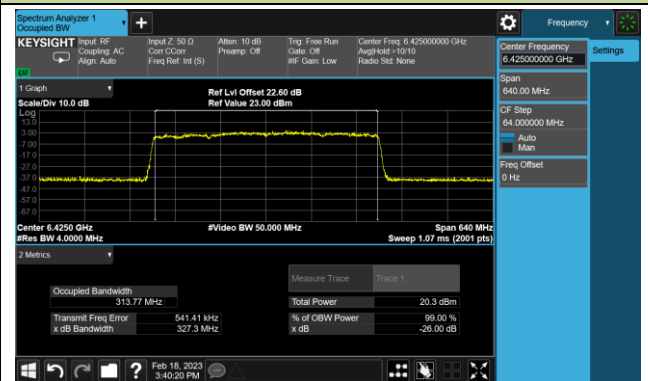 Spectrum Analyzer 1
Occupied BW
Frequency
KEYSIGHT
Input: RF
Coupling: AC
Align: Auto
Input Z: 50 Ω
Corr CCorr
Freq Ref: Int (S)
Atten: 10 dB
Preamp: Off
Trig: Free Run
Gate: Off
#IF Gain: Low
Center Freq: 6.425000000 GHz
Avg|Hold:>10/10
Radio Std: None
Center Frequency
6.425000000 GHz
Settings
Span
640.00 MHz
CF Step
64.000000 MHz
Auto
Man
Freq Offset
0 Hz
1 Graph
Scale/Div 10.0 dB
Ref Lvl Offset 22.60 dB
Ref Value 23.00 dBm
Log
13.0
3.00
-7.00
-17.0
-27.0
-37.0
-47.0
-57.0
-67.0
Center 6.4250 GHz
#Video BW 50.000 MHz
Span 640 MHz
#Res BW 4.0000 MHz
Sweep 1.07 ms (2001 pts)
2 Metrics
Measure Trace
Trace 1
Occupied Bandwidth
313.77 MHz
Total Power
20.3 dBm
Transmit Freq Error
541.41 kHz
% of OBW Power
99.00 %
x dB Bandwidth
327.3 MHz
x dB
-26.00 dB
Feb 18, 2023
3:40:20 PM